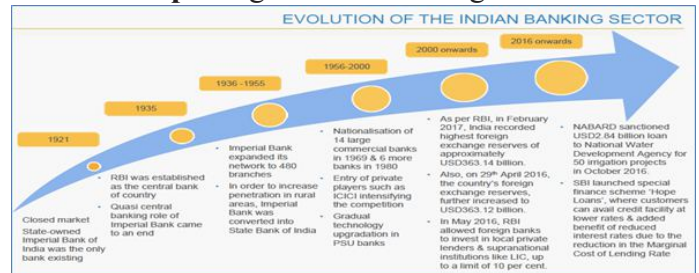 EVOLUTION OF THE INDIAN BANKING SECTOR
1921
Closed market
State-owned
Imperial Bank of
India was the only
bank existing
1935
RBI was established
as the central bank
of country
Quasi central
banking role of
Imperial Bank came
to an end
1936 -1955
Imperial Bank
expanded its
network to 480
branches
In order to increase
penetration in rural
areas, Imperial
Bank was
converted into
State Bank of India
1956-2000
Nationalisation of
14 large
commercial banks
in 1969 & 6 more
banks in 1980
Entry of private
players such as
ICICI intensifying
the competition
Gradual
technology
upgradation in
PSU banks
2000 onwards
As per RBI, in February
2017, India recorded
highest foreign
exchange reserves of
approximately
USD363.14 billion.
Also, on 29th April 2016,
the country's foreign
exchange reserves,
further increased to
USD363.12 billion.
In May 2016, RBI
allowed foreign banks
to invest in local private
lenders & supranational
institutions like LIC, up
to a limit of 10 per cent.
2016 onwards
NABARD sanctioned
USD2.84 billion loan
to National Water
Development Agency for
50 irrigation projects
in October 2016.
SBI launched special
finance scheme 'Hope
Loans', where customers
can avail credit facility at
lower rates & added
benefit of reduced
interest rates due to the
reduction in the Marginal
Cost of Lending Rate